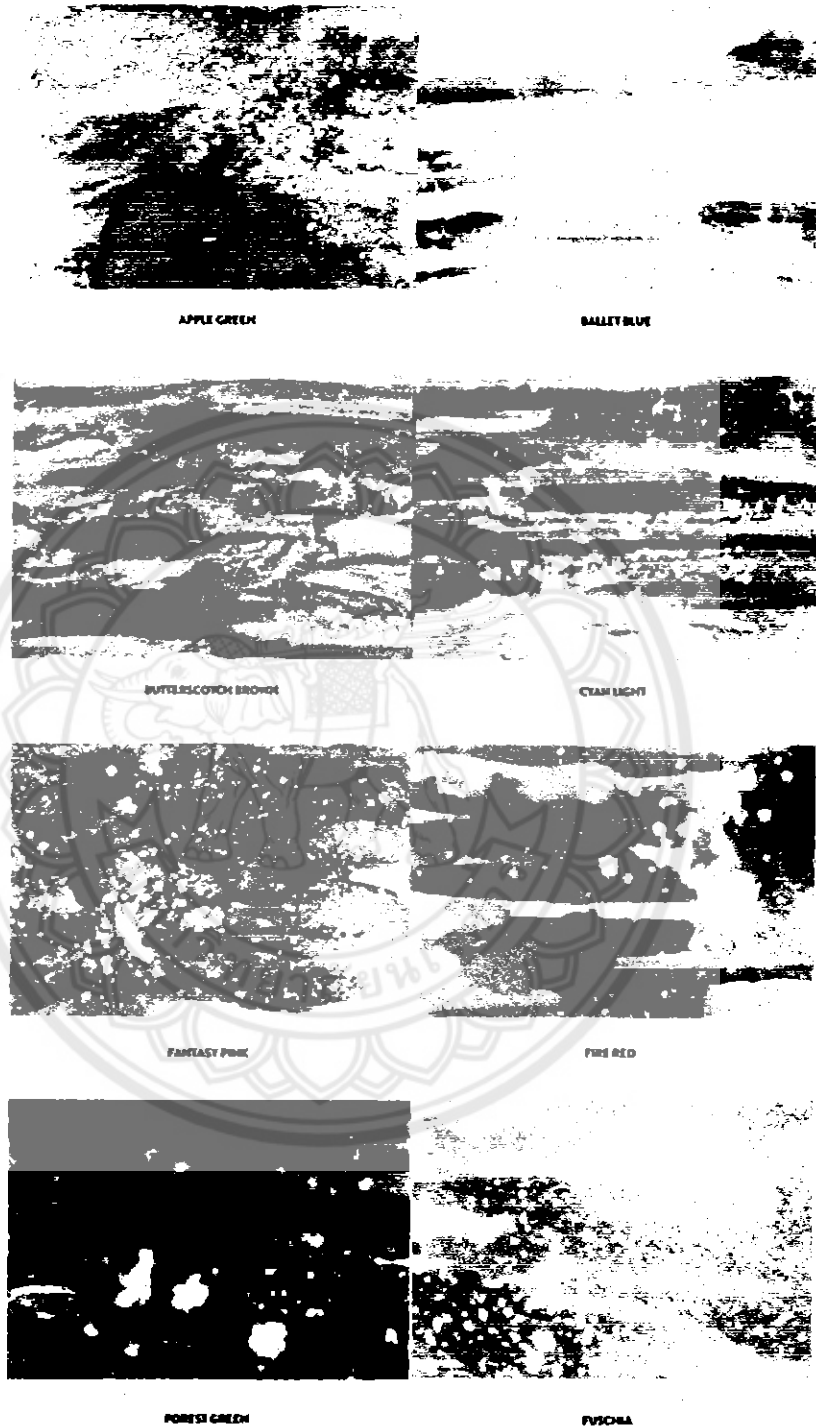 APPLE GREEN
BALLET BLUE
BUTTERSCOTCH BROWN
CYAN LIGHT
FANTASY PINK
FIRE RED
FOREST GREEN
FUSCHIA